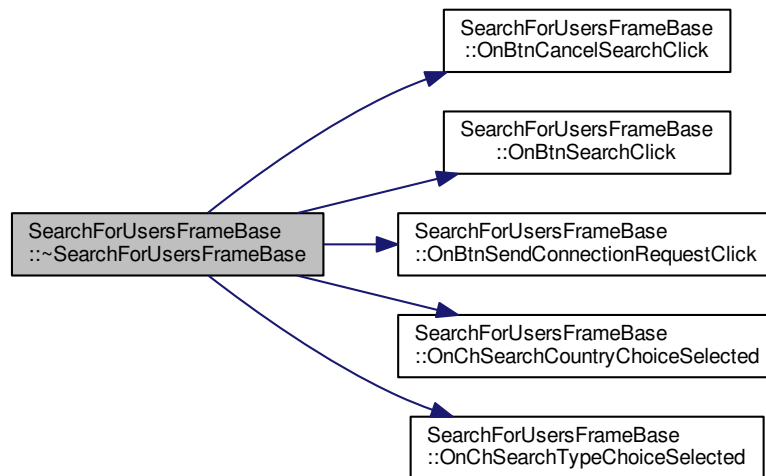 SearchForUsersFrameBase
::~SearchForUsersFrameBase
SearchForUsersFrameBase
::OnBtnCancelSearchClick
SearchForUsersFrameBase
::OnBtnSearchClick
SearchForUsersFrameBase
::OnBtnSendConnectionRequestClick
SearchForUsersFrameBase
::OnChSearchCountryChoiceSelected
SearchForUsersFrameBase
::OnChSearchTypeChoiceSelected